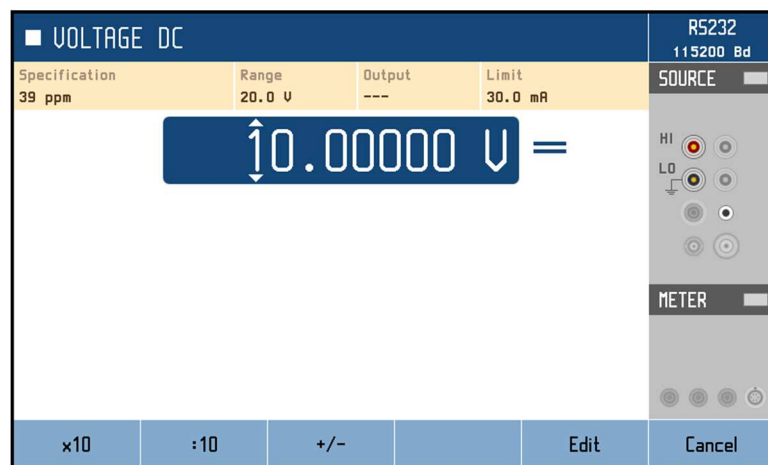 VOLTAGE DC
RS232
115200 Bd
Specification Range Output Limit
39 ppm 20.0 V --- 30.0 mA
SOURCE
10.00000 V
HI
LO
METER
x10 :10 +/- Edit Cancel